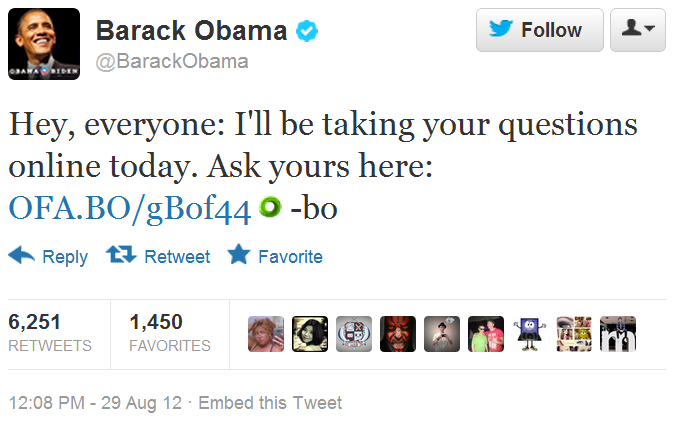 Barack Obama
@BarackObama
Follow
Hey, everyone: I'll be taking your questions
online today. Ask yours here:
OFA.BO/gBof44 -bo
Reply Retweet Favorite
6,251 1,450
RETWEETS FAVORITES
12:08 PM - 29 Aug 12 · Embed this Tweet